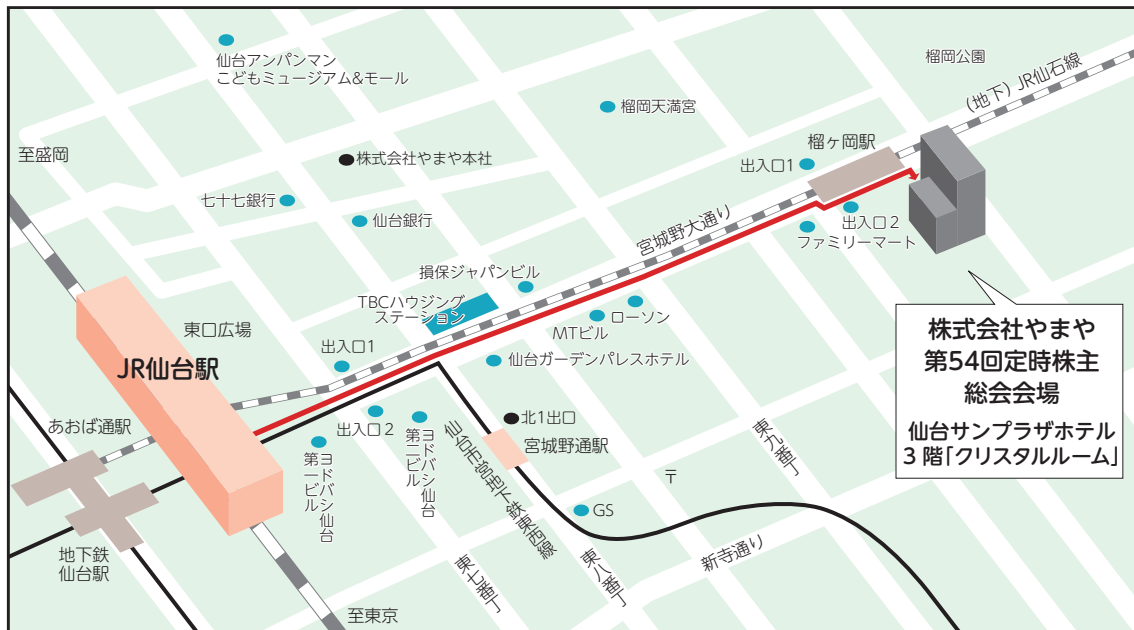 仙台アンパンマン
こどもミュージアム&モール
榴岡公園
(地下) JR仙石線
榴岡天満宮
至盛岡
株式会社やまや本社
榴ヶ岡駅
出入口1
七十七銀行
仙台銀行
宮城野大通り
出入口2
ファミリーマート
損保ジャパンビル
TBCハウジング
ステーション
ローソン
MTビル
東口広場
JR仙台駅
出入口1
仙台ガーデンパレスホテル
株式会社やまや
第54回定時株主
総会会場
仙台サンプラザホテル
3階「クリスタルルーム」
あおば通駅
出入口2
北1出口
宮城野通駅
ヨドバシ仙台
第一ビル
ヨドバシ仙台
第二ビル
仙台市営地下鉄東西線
東九番丁
〒
GS
地下鉄
仙台駅
東七番丁
東八番丁
新寺通り
至東京